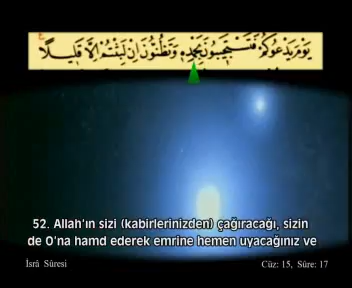 يَوْمَ يَدْعُوكُمْ فَتَسْتَجٖيبُونَ بِحَمْدِهٖ وَتَظُنُّونَ اِنْ لَبِثْتُمْ اِلَّا قَلٖيلًا
52. Allah'ın sizi (kabirlerinizden) çağıracağı, sizin
de O'na hamd ederek emrine hemen uyacağınız ve
İsrâ Sûresi
Cüz: 15, Sûre: 17